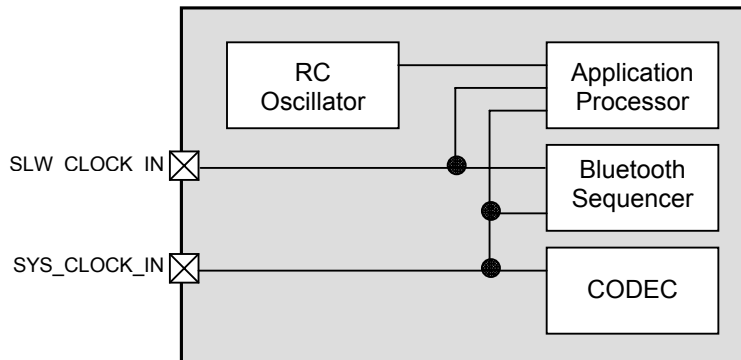 RC
Oscillator
Application
Processor
SLW CLOCK IN
Bluetooth
Sequencer
SYS_CLOCK_IN
CODEC